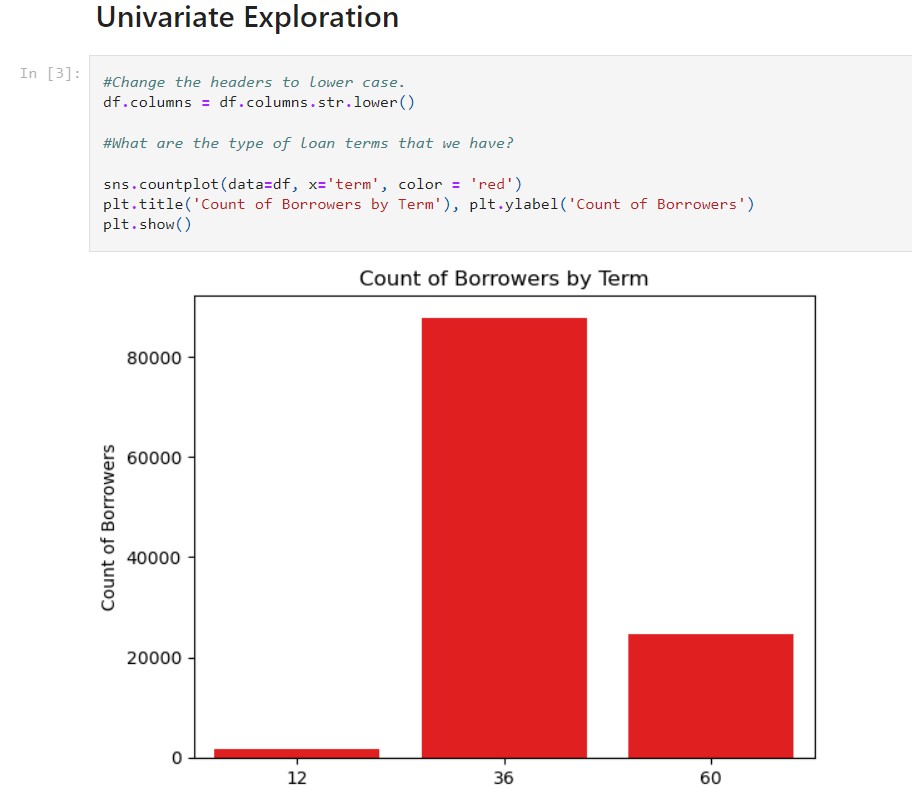 Univariate Exploration
In [3]:
#Change the headers to lower case.
df.columns = df.columns.str.lower()
#What are the type of loan terms that we have?
sns.countplot(data=df, x='term', color = 'red')
plt.title('Count of Borrowers by Term'), plt.ylabel('Count of Borrowers')
plt.show()
Count of Borrowers by Term
Count of Borrowers
80000
60000
40000
20000
0
12 36 60